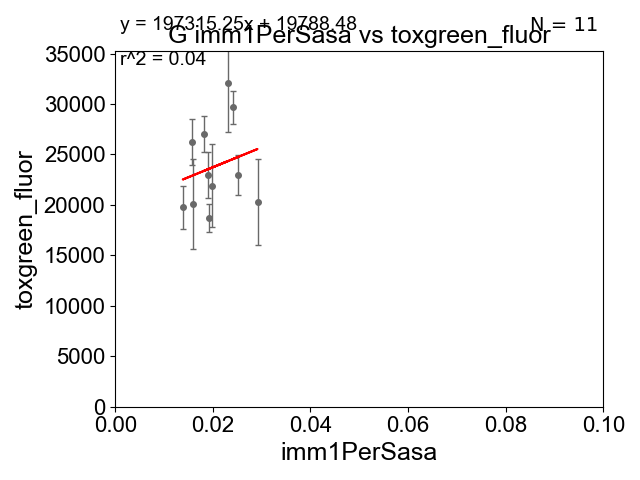 y = 197315.25x + 19788.48
N = 11
G imm1PerSasa vs toxgreen_fluor
r^2 = 0.04
35000
30000
25000
20000
15000
10000
5000
0
toxgreen_fluor
0.00 0.02 0.04 0.06 0.08 0.10
imm1PerSasa